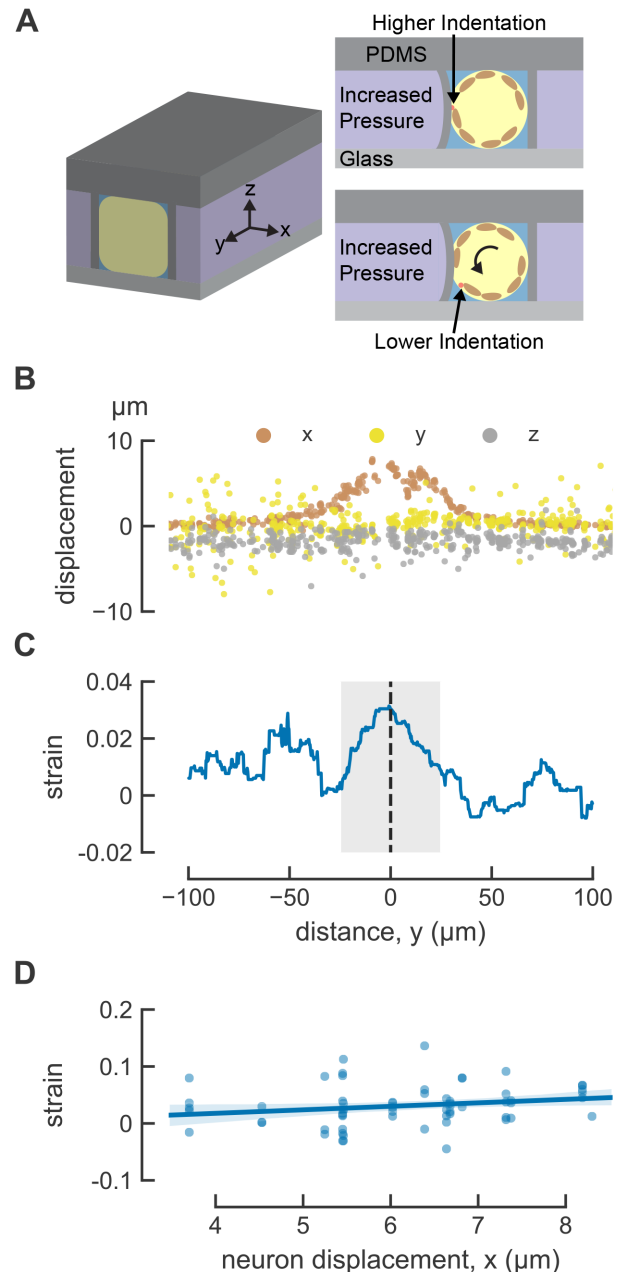 A
Higher Indentation
PDMS
Increased
Pressure
Glass
z
y
x
Increased
Pressure
Lower Indentation
B
µm
x y z
10
0
−10
displacement
C
0.04
0.02
0
-0.02
strain
−100 −50 0 50 100
distance, y (µm)
D
0.2
0.1
0
-0.1
strain
4 5 6 7 8
neuron displacement, x (µm)